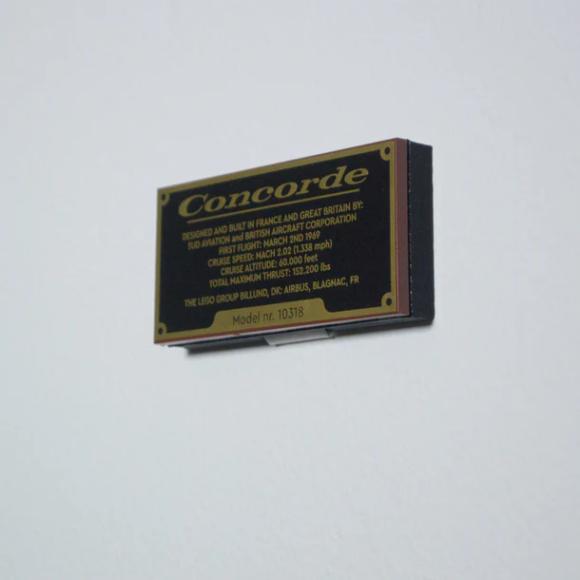 Concorde
DESIGNED AND BUILT IN FRANCE AND GREAT BRITAIN BY:
SUD AVIATION and BRITISH AIRCRAFT CORPORATION
FIRST FLIGHT: MARCH 2ND 1969
CRUISE SPEED: MACH 2.02 (1.338 mph)
CRUISE ALTITUDE: 60.000 feet
TOTAL MAXIMUM THRUST: 152.200 lbs
THE LEGO GROUP BILLUND, DK: AIRBUS, BLAGNAC, FR
Model nr. 10318